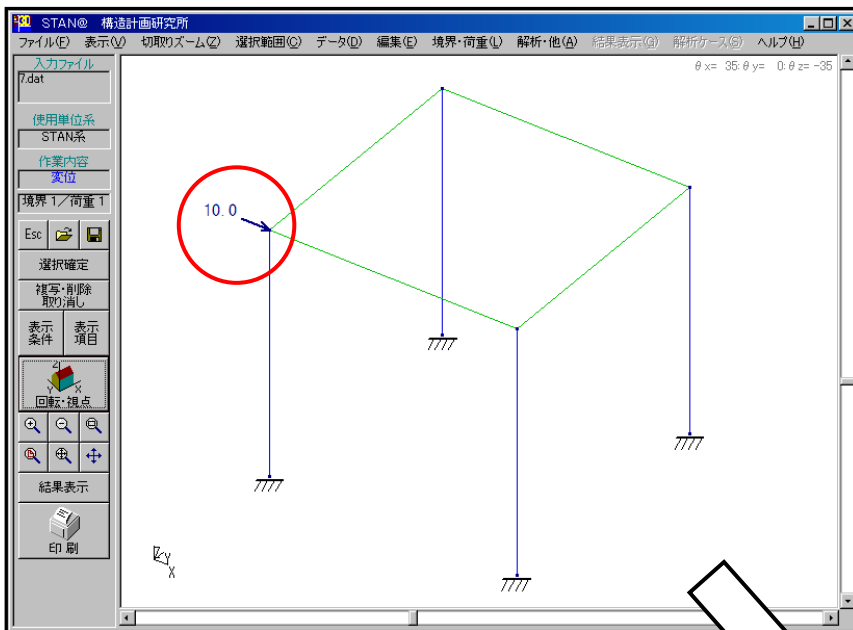 STAN@ 構造計画研究所
ファイル(F) 表示(V) 切取りズーム(Z) 選択範囲(C) データ(D) 編集(E) 境界・荷重(L) 解析・他(A) 結果表示(G) 解析ケース(S) ヘルプ(H)
入力ファイル
7.dat
使用単位系
STAN系
作業内容
変位
境界 1/荷重 1
Esc
選択確定
複写・削除
取り消し
表示
条件
表示
項目
Z
Y X
回転・視点
結果表示
印 刷
θx= 35:θy= 0:θz=-35
10.0
Z
Y
X